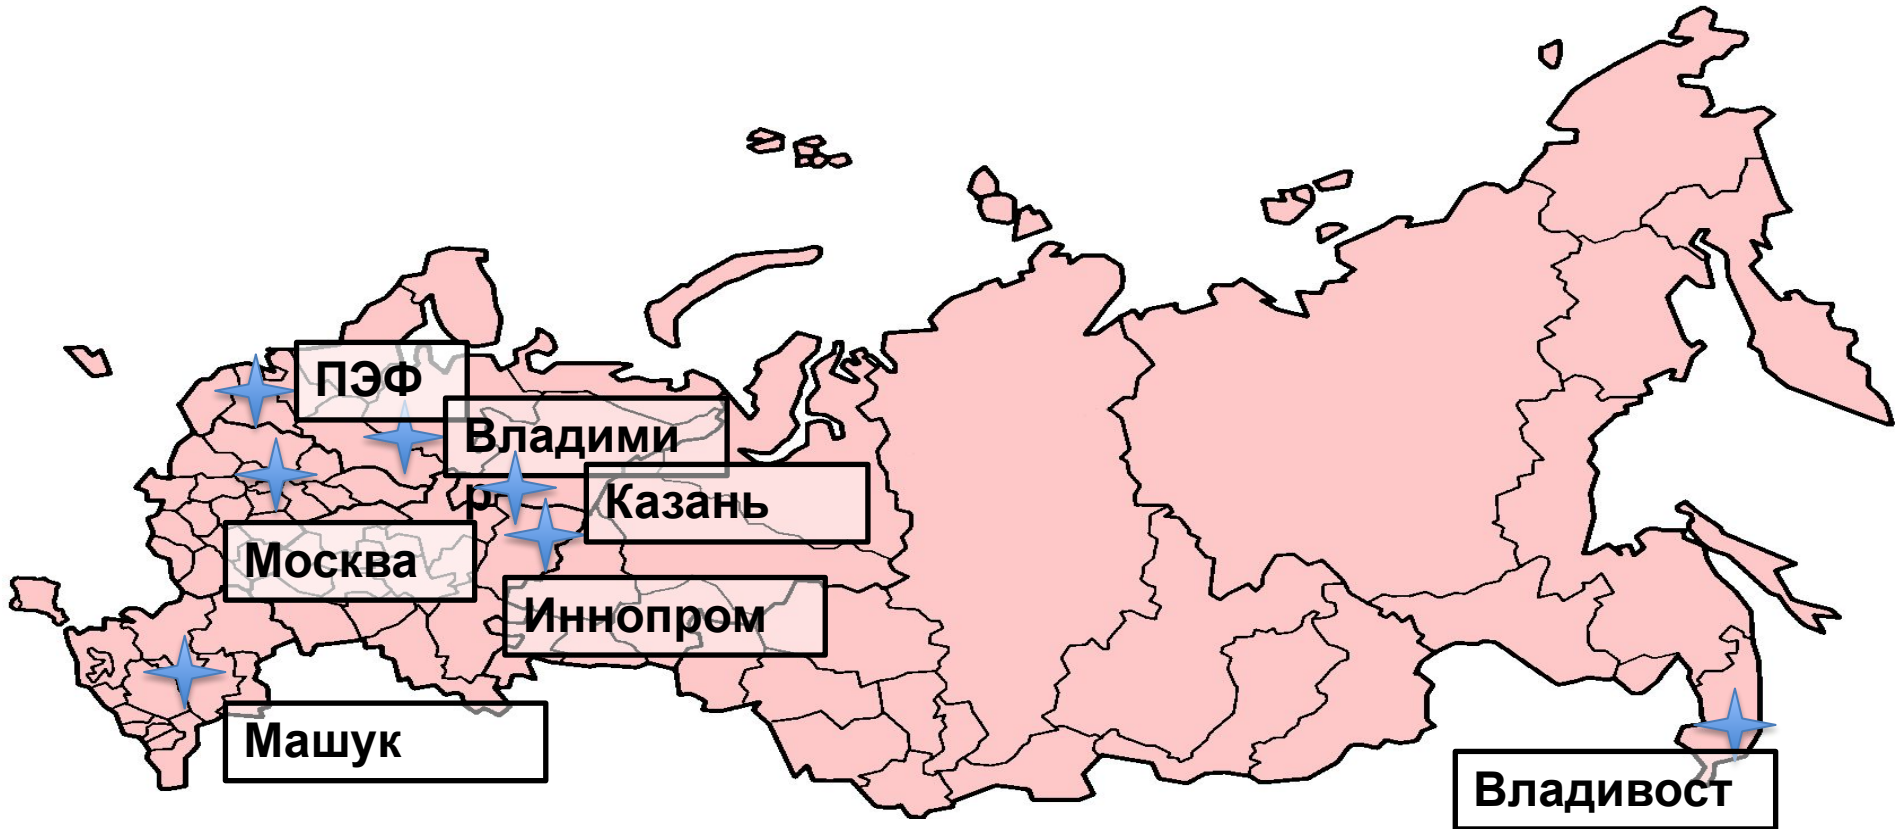 ПЭФ
Владими
р
Казань
Москва
Иннопром
Машук
Владивост